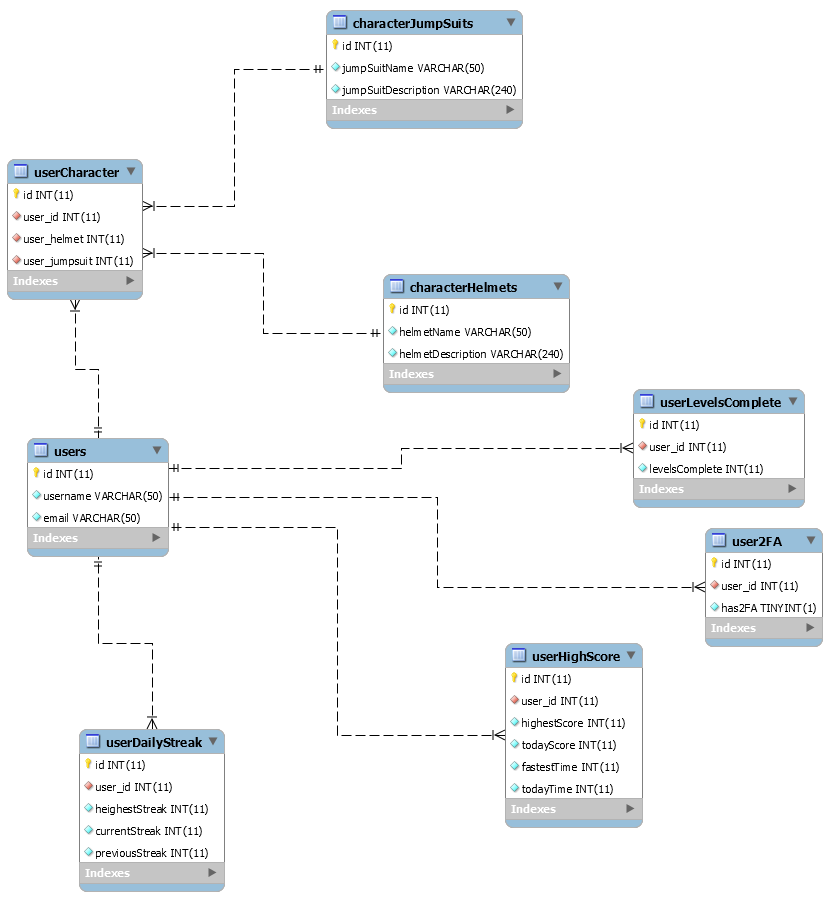 characterJumpSuits
id INT(11)
jumpSuitName VARCHAR(50)
jumpSuitDescription VARCHAR(240)
Indexes
userCharacter
id INT(11)
user_id INT(11)
user_helmet INT(11)
user_jumpsuit INT(11)
Indexes
characterHelmets
id INT(11)
helmetName VARCHAR(50)
helmetDescription VARCHAR(240)
Indexes
userLevelsComplete
id INT(11)
user_id INT(11)
levelsComplete INT(11)
Indexes
users
id INT(11)
username VARCHAR(50)
email VARCHAR(50)
Indexes
user2FA
id INT(11)
user_id INT(11)
has2FA TINYINT(1)
Indexes
userHighScore
id INT(11)
user_id INT(11)
highestScore INT(11)
todayScore INT(11)
fastestTime INT(11)
todayTime INT(11)
Indexes
userDailyStreak
id INT(11)
user_id INT(11)
heighestStreak INT(11)
currentStreak INT(11)
previousStreak INT(11)
Indexes